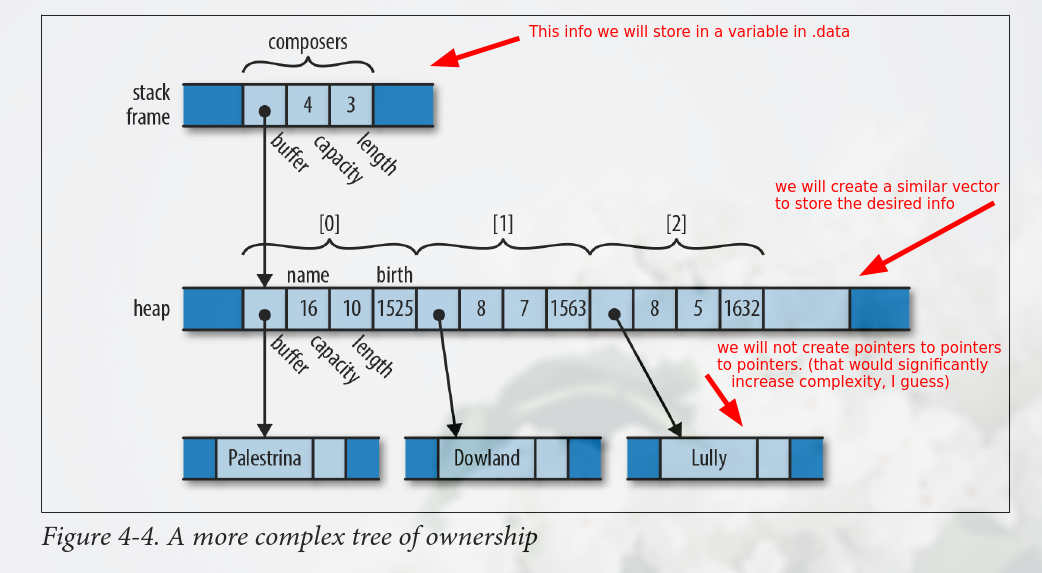 This info we will store in a variable in .data
composers
stack
frame
4 3
buffer
capacity
length
we will create a similar vector
to store the desired info
[0] [1] [2]
name birth
heap
16 10 1525 8 7 1563 8 5 1632
buffer
capacity
length
we will not create pointers to pointers
to pointers. (that would significantly
increase complexity, I guess)
Palestrina Dowland Lully
Figure 4-4. A more complex tree of ownership